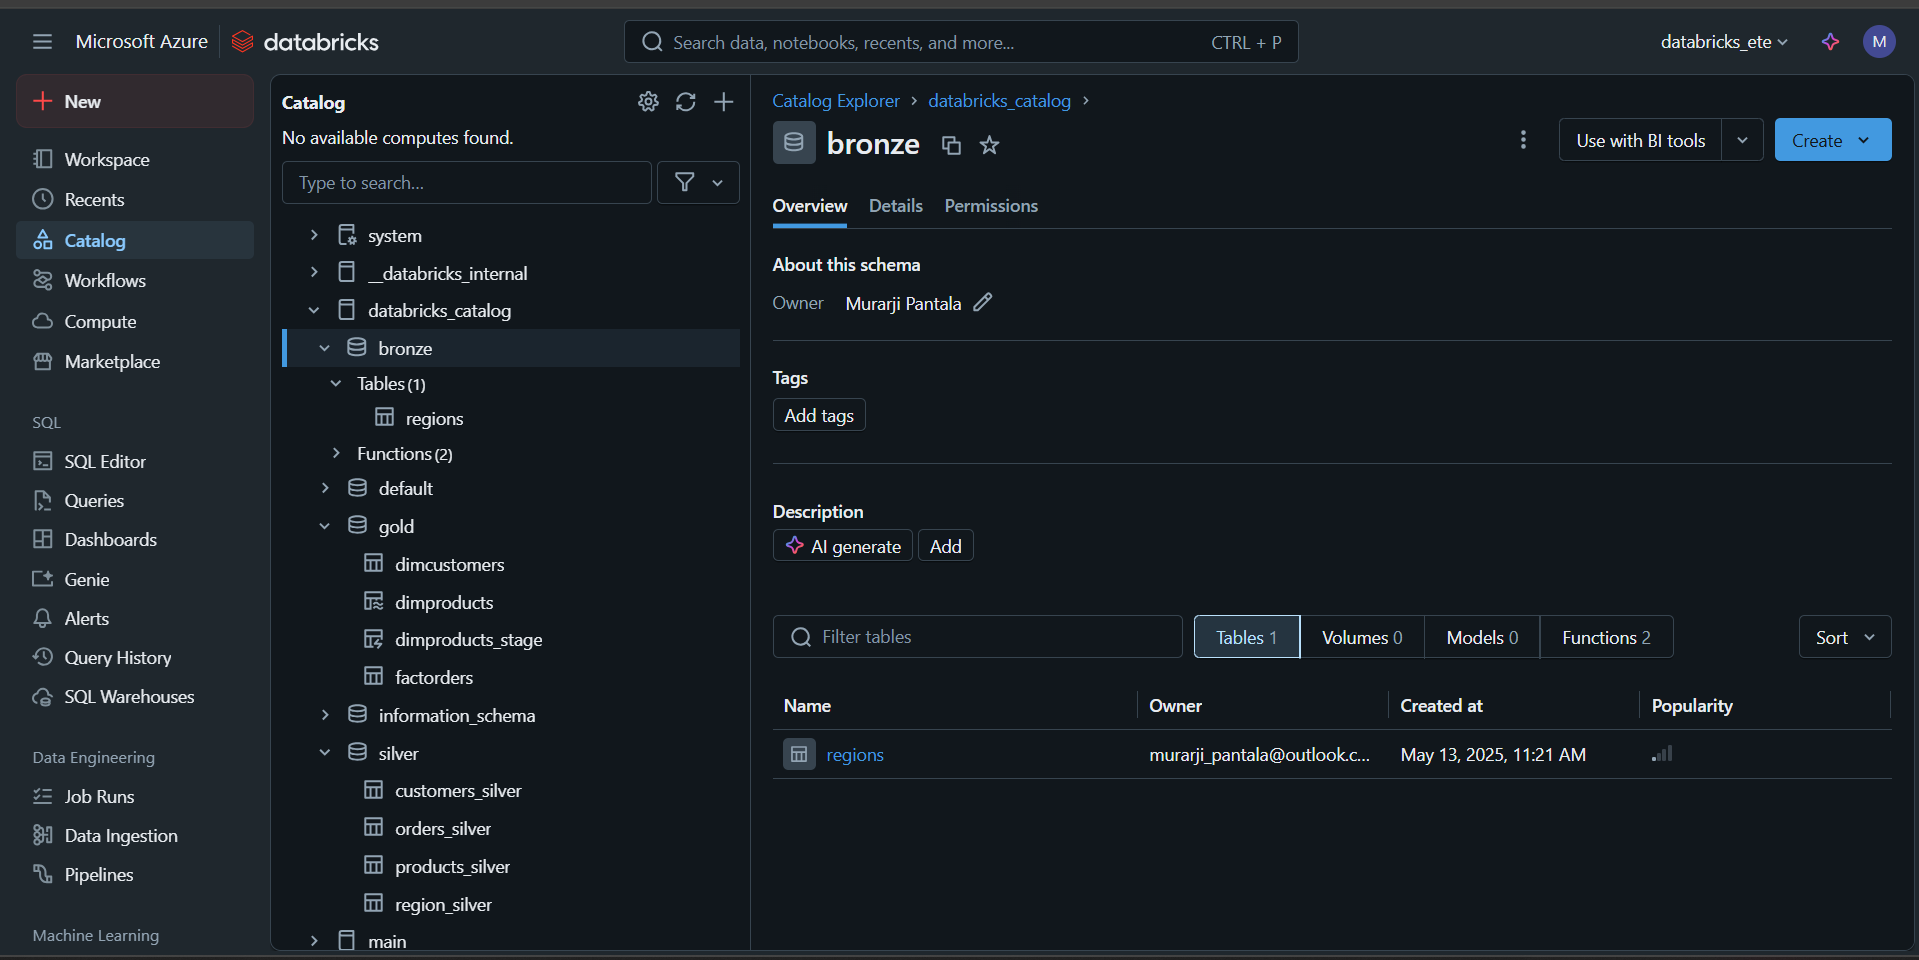 Microsoft Azure databricks
Search data, notebooks, recents, and more... CTRL + P
databricks_ete M
New
Workspace
Recents
Catalog
Workflows
Compute
Marketplace
SQL
SQL Editor
Queries
Dashboards
Genie
Alerts
Query History
SQL Warehouses
Data Engineering
Job Runs
Data Ingestion
Pipelines
Machine Learning
Catalog
No available computes found.
Type to search...
system
__databricks_internal
databricks_catalog
bronze
Tables (1)
regions
Functions (2)
default
gold
dimcustomers
dimproducts
dimproducts_stage
factorders
information_schema
silver
customers_silver
orders_silver
products_silver
region_silver
main
Catalog Explorer > databricks_catalog >
bronze
Use with BI tools Create
Overview Details Permissions
About this schema
Owner Murarji Pantala
Tags
Add tags
Description
AI generate Add
Filter tables Tables 1 Volumes 0 Models 0 Functions 2 Sort
Name Owner Created at Popularity
regions murarji_pantala@outlook.c... May 13, 2025, 11:21 AM